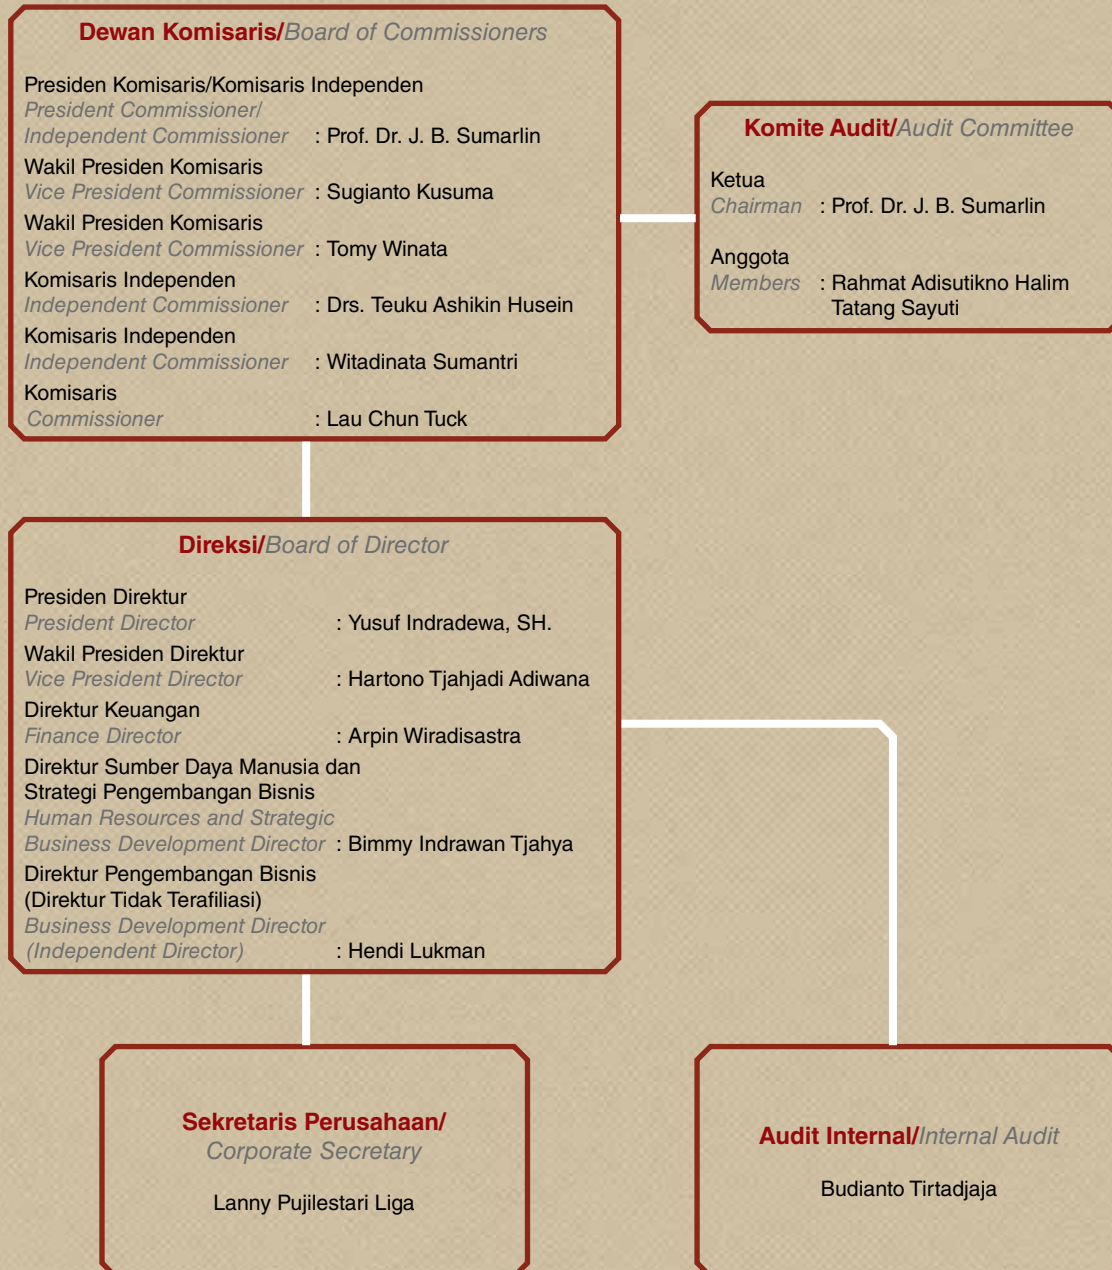 Dewan Komisaris/Board of Commissioners
Presiden Komisaris/Komisaris Independen
President Commissioner/
Independent Commissioner : Prof. Dr. J. B. Sumarlin
Wakil Presiden Komisaris
Vice President Commissioner : Sugianto Kusuma
Wakil Presiden Komisaris
Vice President Commissioner : Tomy Winata
Komisaris Independen
Independent Commissioner : Drs. Teuku Ashikin Husein
Komisaris Independen
Independent Commissioner : Witadinata Sumantri
Komisaris
Commissioner : Lau Chun Tuck
Komite Audit/Audit Committee
Ketua
Chairman : Prof. Dr. J. B. Sumarlin
Anggota
Members : Rahmat Adisutikno Halim
Tatang Sayuti
Direksi/Board of Director
Presiden Direktur
President Director : Yusuf Indradewa, SH.
Wakil Presiden Direktur
Vice President Director : Hartono Tjahjadi Adiwana
Direktur Keuangan
Finance Director : Arpin Wiradisastra
Direktur Sumber Daya Manusia dan
Strategi Pengembangan Bisnis
Human Resources and Strategic
Business Development Director : Bimmy Indrawan Tjahya
Direktur Pengembangan Bisnis
(Direktur Tidak Terafiliasi)
Business Development Director
(Independent Director) : Hendi Lukman
Sekretaris Perusahaan/
Corporate Secretary
Lanny Pujilestari Liga
Audit Internal/Internal Audit
Budianto Tirtadjaja